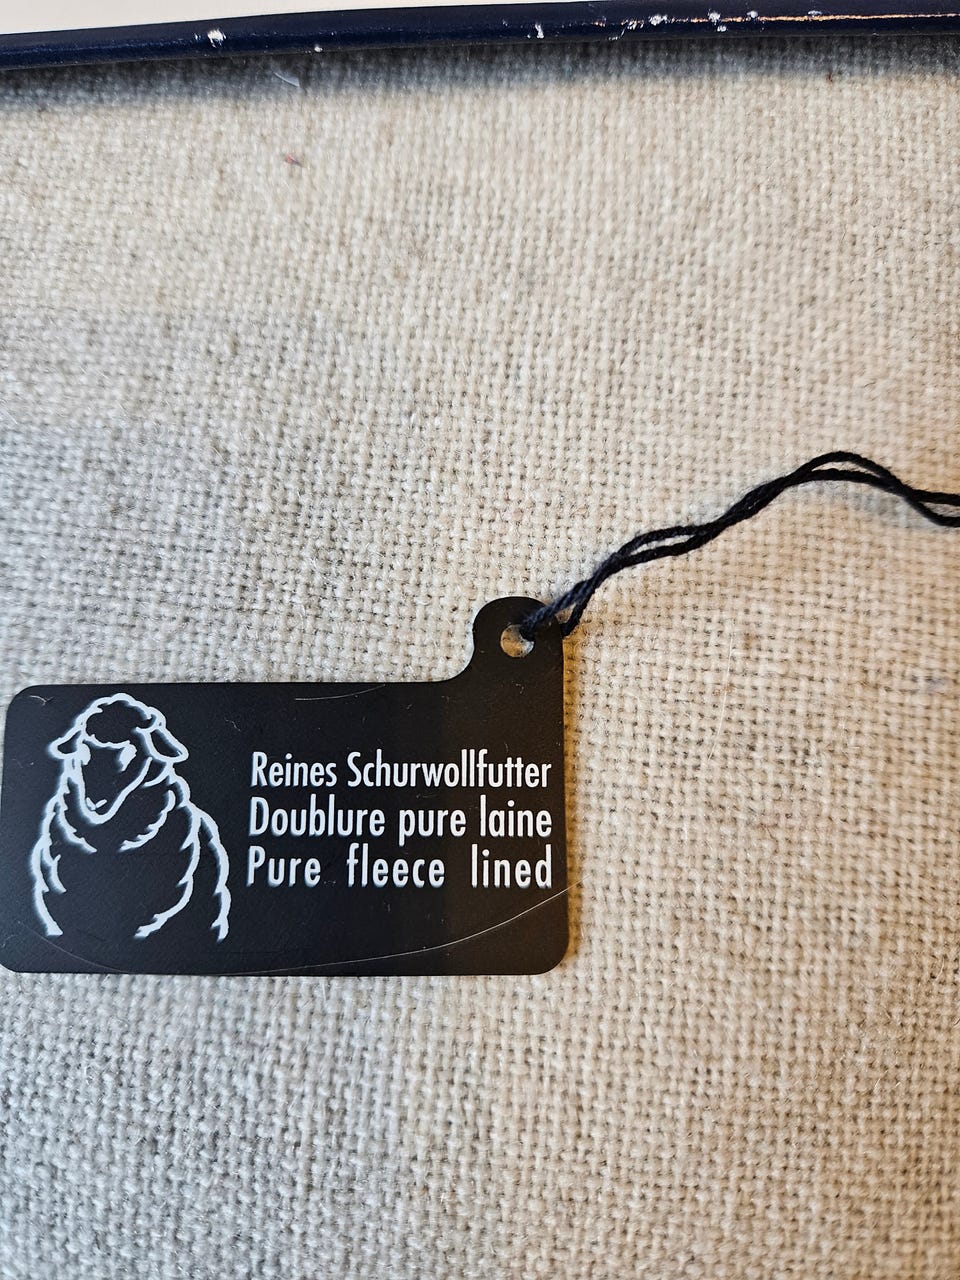 Reines Schurwollfutter
Doublure pure laine
Pure fleece lined